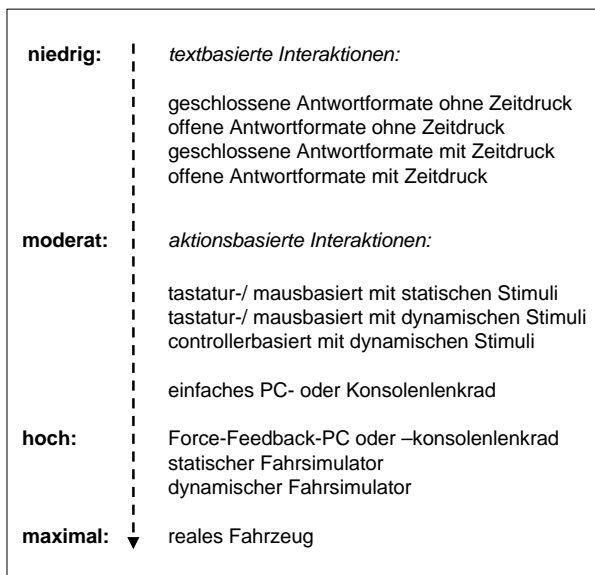 niedrig: textbasierte Interaktionen:
geschlossene Antwortformate ohne Zeitdruck
offene Antwortformate ohne Zeitdruck
geschlossene Antwortformate mit Zeitdruck
offene Antwortformate mit Zeitdruck
moderat: aktionsbasierte Interaktionen:
tastatur-/ mausbasiert mit statischen Stimuli
tastatur-/ mausbasiert mit dynamischen Stimuli
controllerbasiert mit dynamischen Stimuli
einfaches PC- oder Konsolenlenkrad
hoch: Force-Feedback-PC oder –konsolenlenkrad
statischer Fahrsimulator
dynamischer Fahrsimulator
maximal: reales Fahrzeug